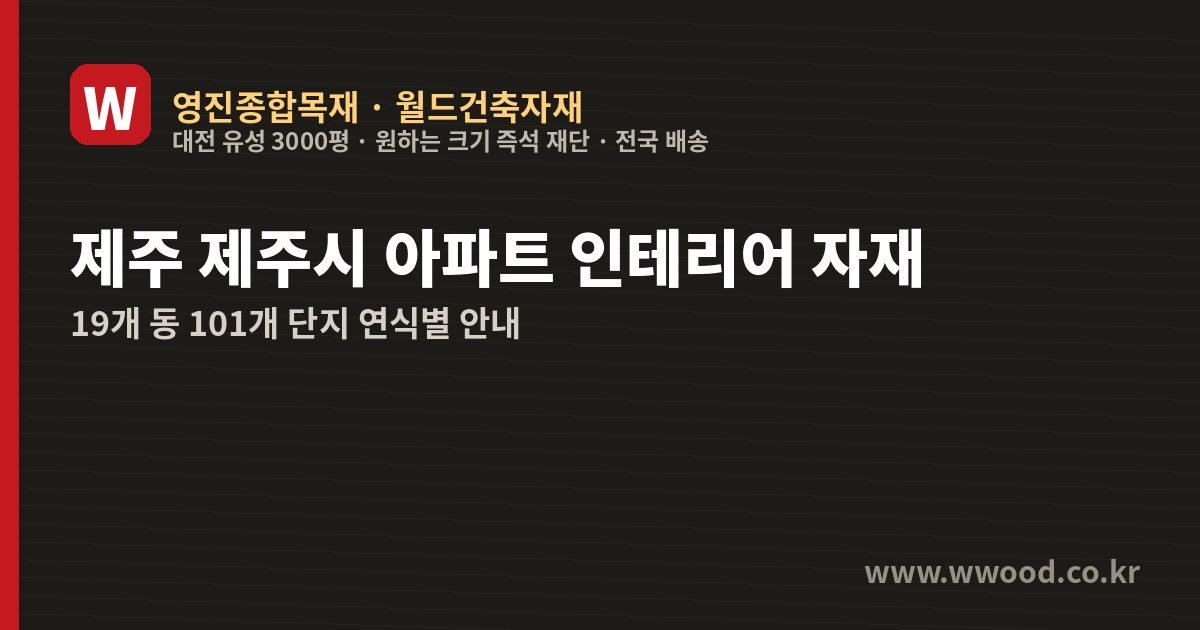 W
영진종합목재 · 월드건축자재
대전 유성 3000평 · 원하는 크기 즉석 재단 · 전국 배송
제주 제주시 아파트 인테리어 자재
19개 동 101개 단지 연식별 안내
www.wwood.co.kr